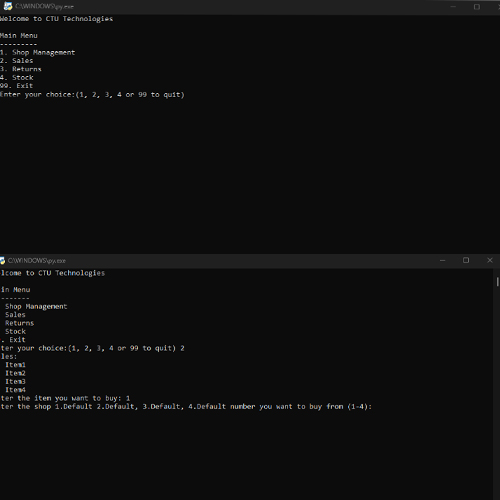 C:\WINDOWS\py.exe
Welcome to CTU Technologies
Main Menu
---------
1. Shop Management
2. Sales
3. Returns
4. Stock
99. Exit
Enter your choice:(1, 2, 3, 4 or 99 to quit)
C:\WINDOWS\py.exe
lcome to CTU Technologies
in Menu
-------
Shop Management
Sales
Returns
Stock
. Exit
ter your choice:(1, 2, 3, 4 or 99 to quit) 2
les:
Item1
Item2
Item3
Item4
ter the item you want to buy: 1
ter the shop 1.Default 2.Default, 3.Default, 4.Default number you want to buy from (1-4):